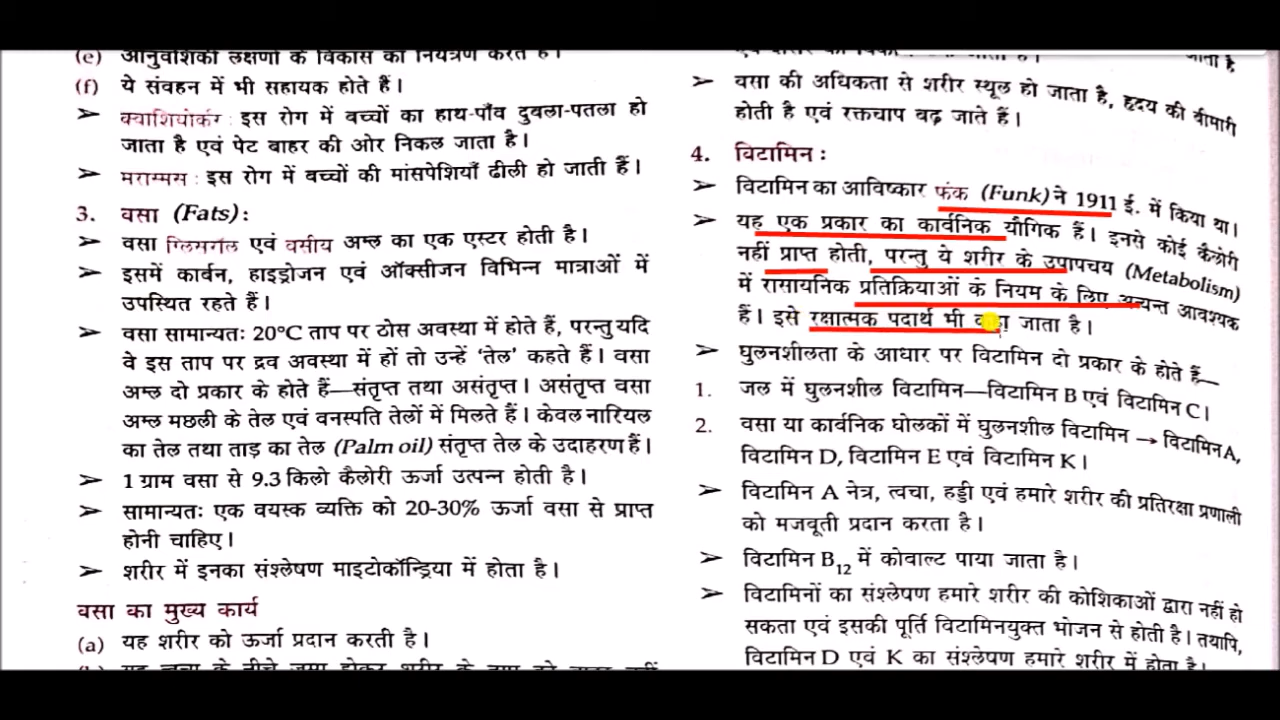 (e) आनुवंशिकी लक्षणों के विकास का नियंत्रण करते हैं।
(f) ये संवहन में भी सहायक होते हैं।
➢ क्वाशियोर्कर : इस रोग में बच्चों का हाथ-पाँव दुबला-पतला हो
जाता है एवं पेट बाहर की ओर निकल जाता है।
➢ मरास्मस : इस रोग में बच्चों की मांसपेशियाँ ढीली हो जाती हैं।
3. वसा (Fats) :
➢ वसा ग्लिसरॉल एवं वसीय अम्ल का एक एस्टर होती है।
➢ इसमें कार्बन, हाइड्रोजन एवं ऑक्सीजन विभिन्न मात्राओं में
उपस्थित रहते हैं।
➢ वसा सामान्यतः 20°C ताप पर ठोस अवस्था में होते हैं, परन्तु यदि
वे इस ताप पर द्रव अवस्था में हों तो उन्हें ‘तेल’ कहते हैं। वसा
अम्ल दो प्रकार के होते हैं—संतृप्त तथा असंतृप्त। असंतृप्त वसा
अम्ल मछली के तेल एवं वनस्पति तेलों में मिलते हैं। केवल नारियल
का तेल तथा ताड़ का तेल (Palm oil) संतृप्त तेल के उदाहरण हैं।
➢ 1 ग्राम वसा से 9.3 किलो कैलोरी ऊर्जा उत्पन्न होती है।
➢ सामान्यतः एक वयस्क व्यक्ति को 20-30% ऊर्जा वसा से प्राप्त
होनी चाहिए।
➢ शरीर में इनका संश्लेषण माइटोकॉन्ड्रिया में होता है।
वसा का मुख्य कार्य
(a) यह शरीर को ऊर्जा प्रदान करती है।
जाता है
➢ वसा की अधिकता से शरीर स्थूल हो जाता है, हृदय की बीमारी
होती है एवं रक्तचाप बढ़ जाते हैं।
4. विटामिन :
➢ विटामिन का आविष्कार फंक (Funk) ने 1911 ई. में किया था।
➢ यह एक प्रकार का कार्बनिक यौगिक हैं। इनसे कोई कैलोरी
नहीं प्राप्त होती, परन्तु ये शरीर के उपापचय (Metabolism)
में रासायनिक प्रतिक्रियाओं के नियम के लिए अत्यन्त आवश्यक
हैं। इसे रक्षात्मक पदार्थ भी कहा जाता है।
➢ घुलनशीलता के आधार पर विटामिन दो प्रकार के होते हैं—
1. जल में घुलनशील विटामिन—विटामिन B एवं विटामिन C।
2. वसा या कार्बनिक घोलकों में घुलनशील विटामिन → विटामिन A,
विटामिन D, विटामिन E एवं विटामिन K।
➢ विटामिन A नेत्र, त्वचा, हड्डी एवं हमारे शरीर की प्रतिरक्षा प्रणाली
को मजबूती प्रदान करता है।
➢ विटामिन B₁₂ में कोबाल्ट पाया जाता है।
➢ विटामिनों का संश्लेषण हमारे शरीर की कोशिकाओं द्वारा नहीं हो
सकता एवं इसकी पूर्ति विटामिनयुक्त भोजन से होती है। तथापि,
विटामिन D एवं K का संश्लेषण हमारे शरीर में होता है।